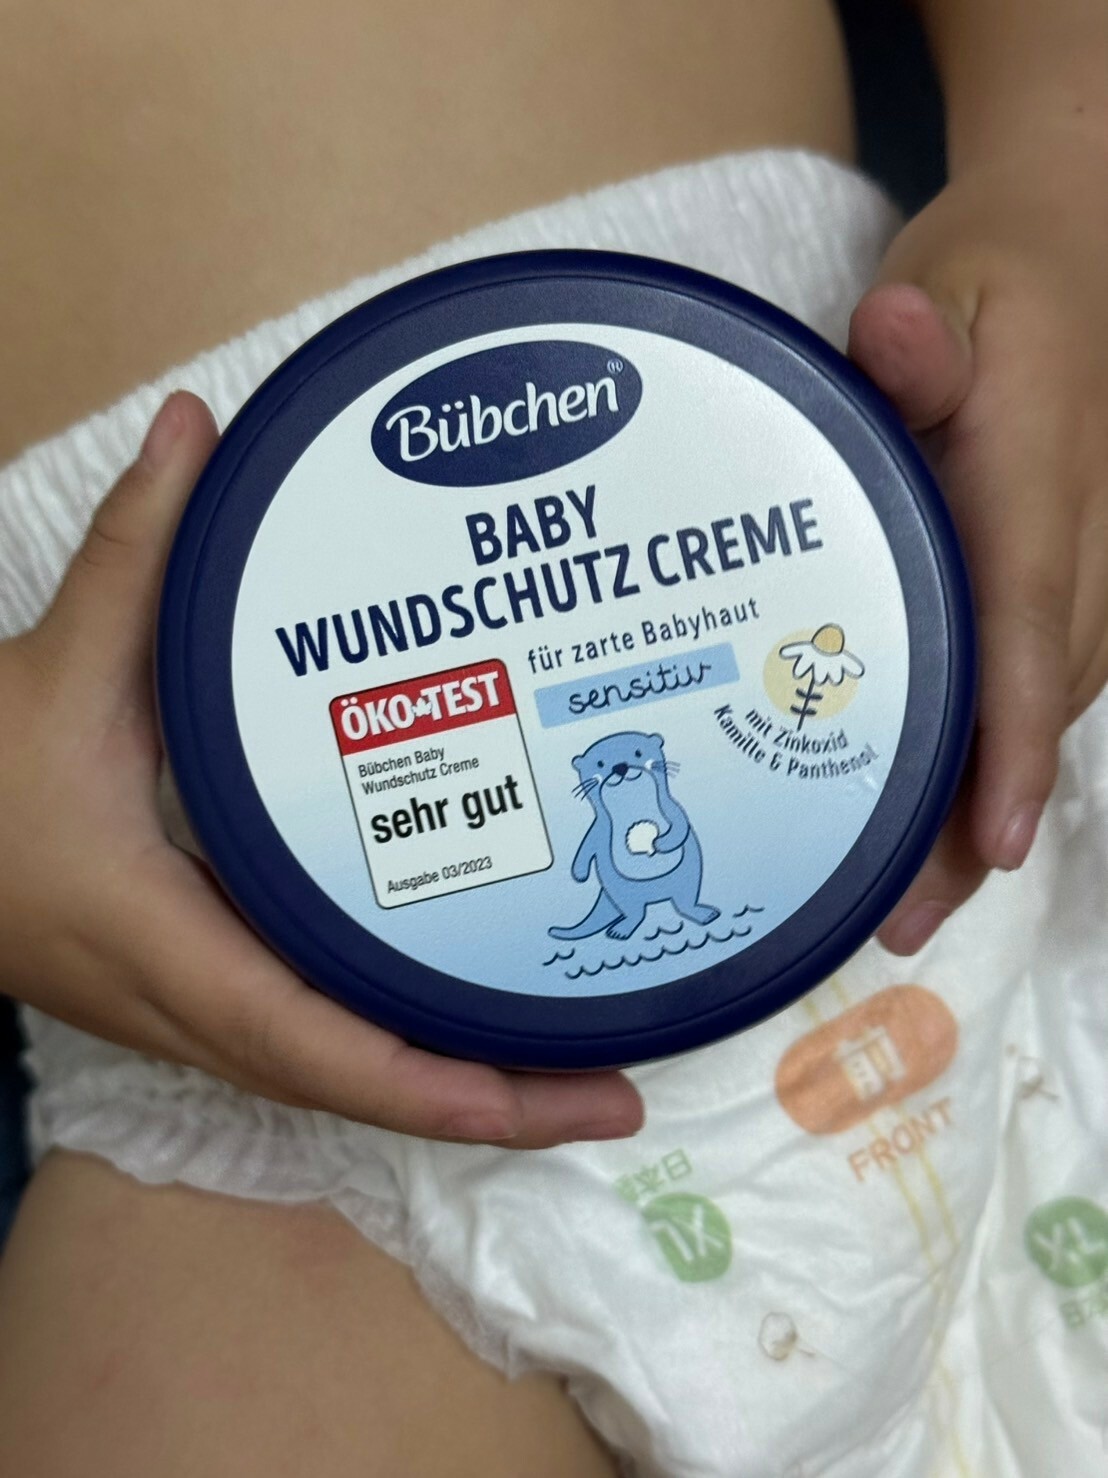 Bübchen®
BABY
WUNDSCHUTZ CREME
für zarte Babyhaut
sensitiv
mit Zinkoxid
Kamille & Panthenol
ÖKO TEST
Bübchen Baby
Wundschutz Creme
sehr gut
Ausgabe 03/2023
前
FRONT
XL